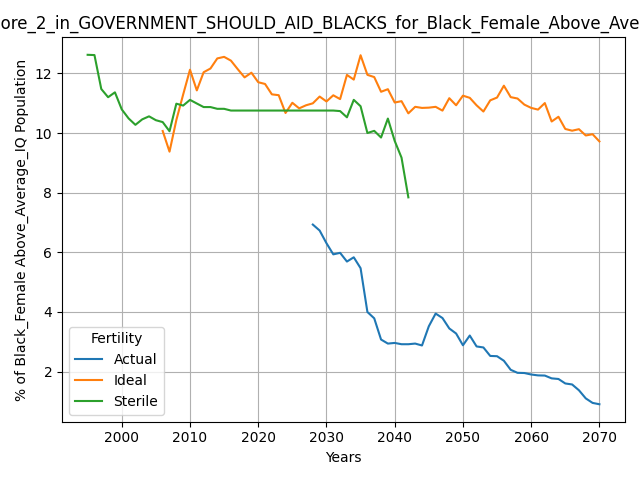 ore_2_in_GOVERNMENT_SHOULD_AID_BLACKS_for_Black_Female_Above_Ave
% of Black_Female Above_Average_IQ Population
12
10
8
6
4
2
Fertility
Actual
Ideal
Sterile
2000 2010 2020 2030 2040 2050 2060 2070
Years